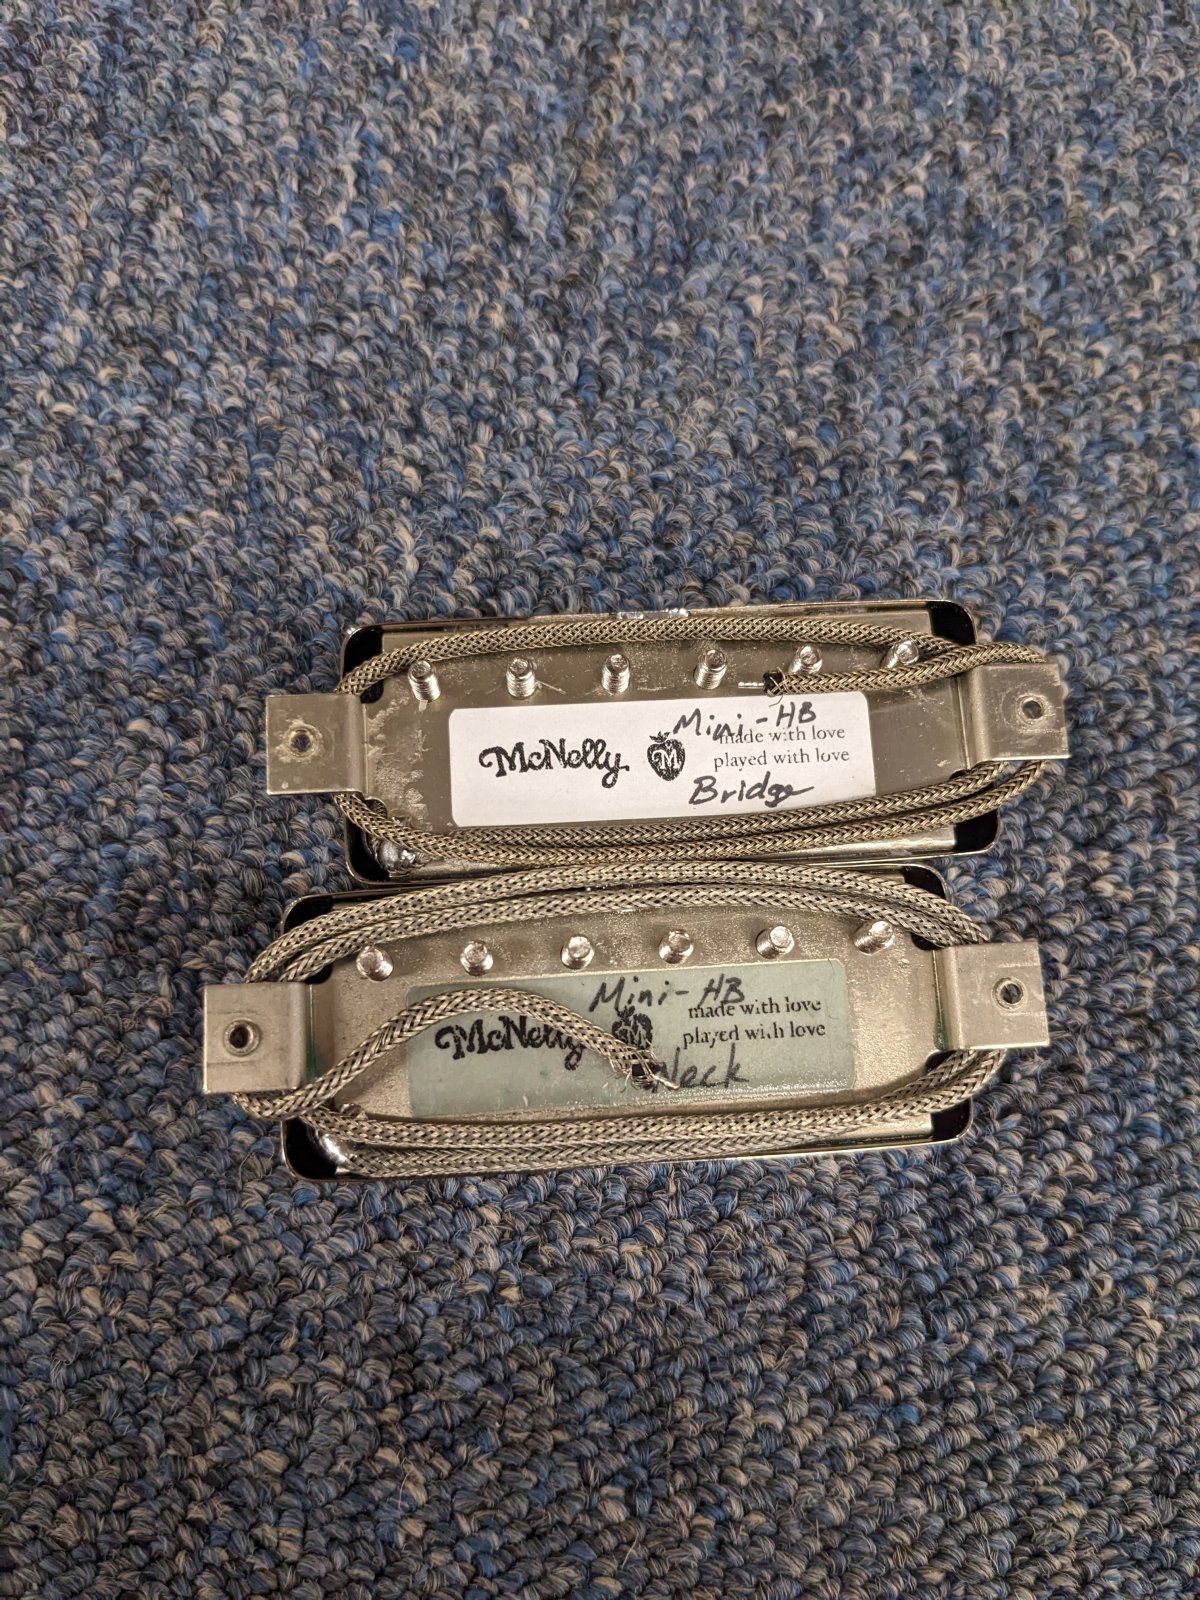 Mini-HB
McNelly M made with love
played with love
Bridge
Mini-HB
made with love
McNelly M played with love
Neck